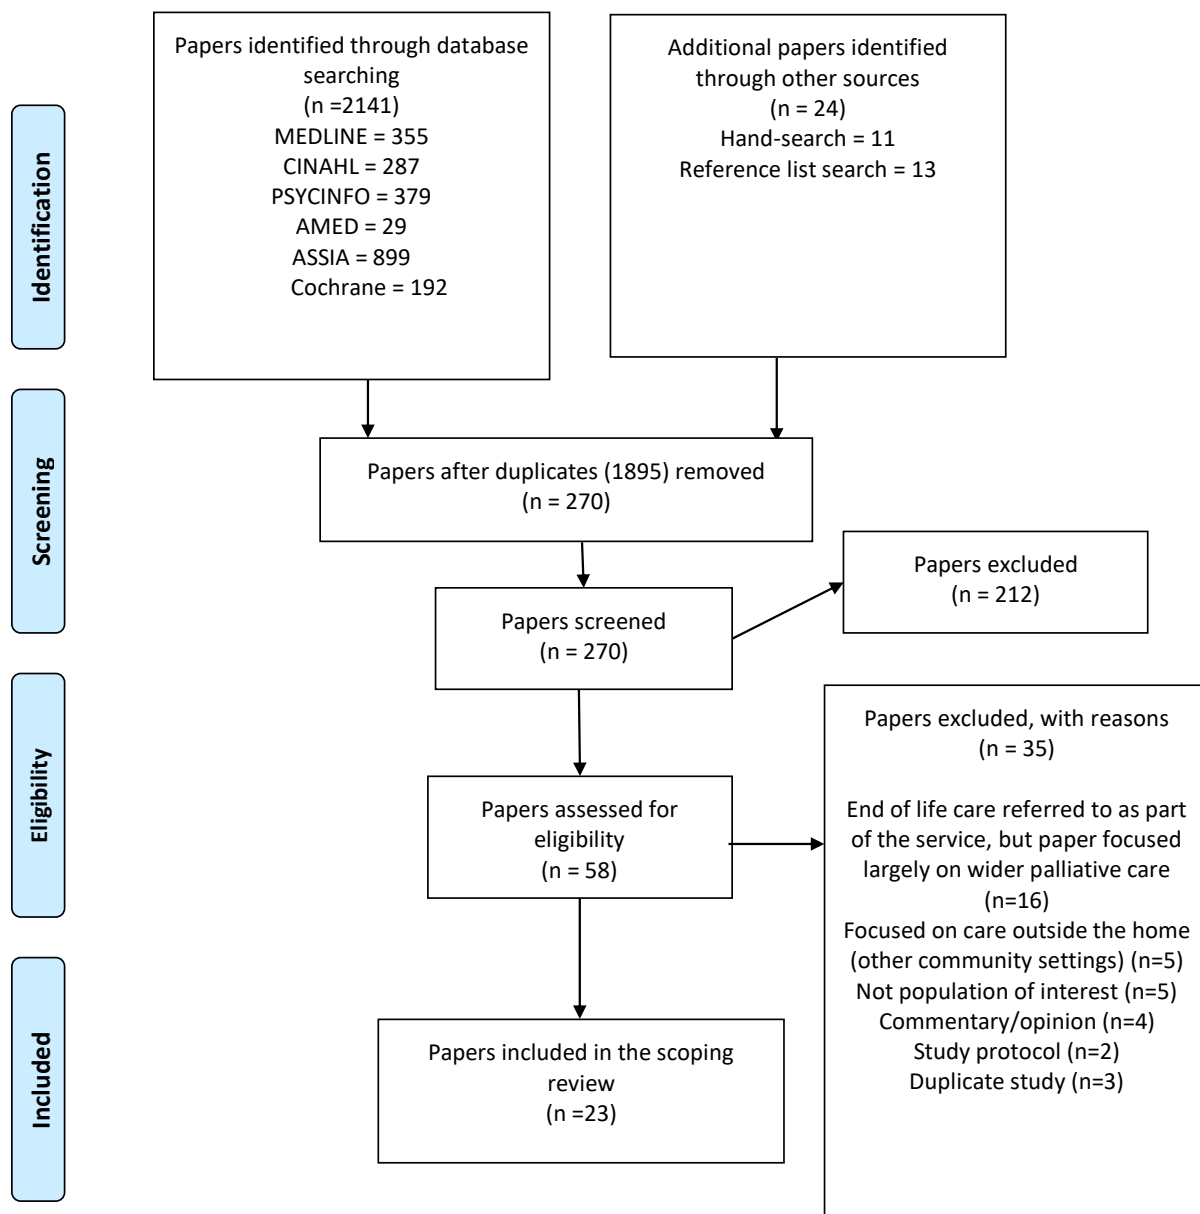 Papers identified through database
searching
(n =2141)
MEDLINE = 355
CINAHL = 287
PSYCINFO = 379
AMED = 29
ASSIA = 899
Cochrane = 192
Additional papers identified
through other sources
(n = 24)
Hand-search = 11
Reference list search = 13
Identification
Papers after duplicates (1895) removed
(n = 270)
Screening
Papers screened
(n = 270)
Papers excluded
(n = 212)
Eligibility
Papers assessed for
eligibility
(n = 58)
Papers excluded, with reasons
(n = 35)
End of life care referred to as part
of the service, but paper focused
largely on wider palliative care
(n=16)
Focused on care outside the home
(other community settings) (n=5)
Not population of interest (n=5)
Commentary/opinion (n=4)
Study protocol (n=2)
Duplicate study (n=3)
Included
Papers included in the scoping
review
(n =23)